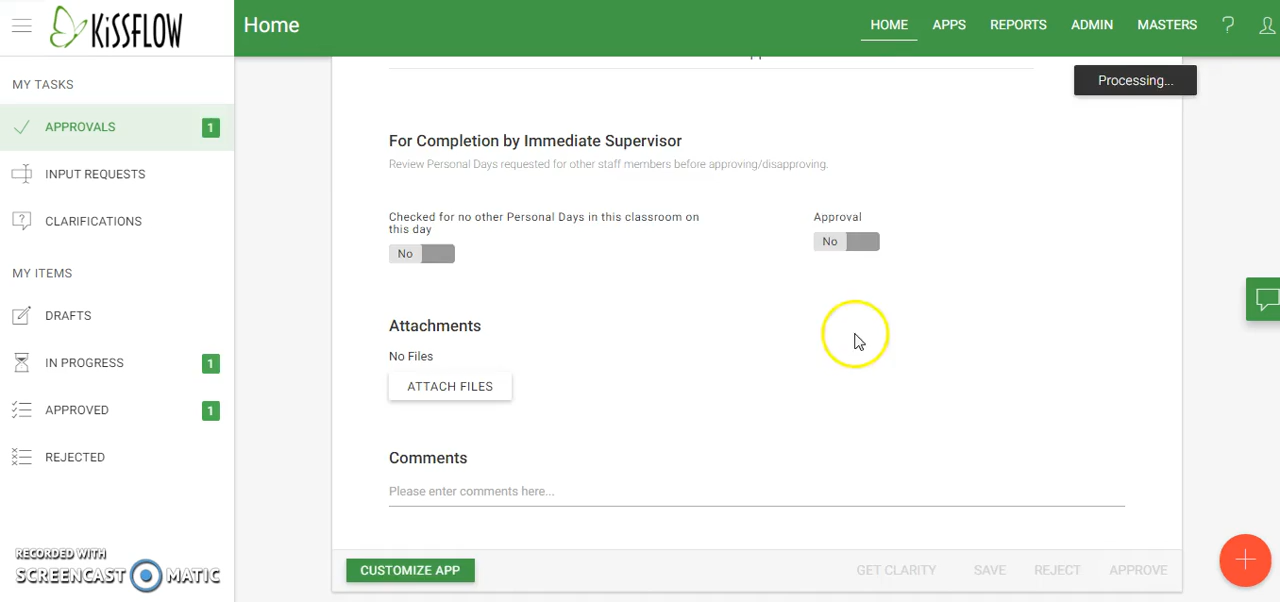 KiSSFLOW
Home
HOME
APPS
REPORTS
ADMIN
MASTERS
?
MY TASKS
APPROVALS
1
INPUT REQUESTS
CLARIFICATIONS
MY ITEMS
DRAFTS
IN PROGRESS
1
APPROVED
1
REJECTED
RECORDED WITH
SCREENCAST MATIC
Processing...
For Completion by Immediate Supervisor
Review Personal Days requested for other staff members before approving/disapproving.
Checked for no other Personal Days in this classroom on
this day
No
Approval
No
Attachments
No Files
ATTACH FILES
Comments
Please enter comments here...
CUSTOMIZE APP
GET CLARITY
SAVE
REJECT
APPROVE